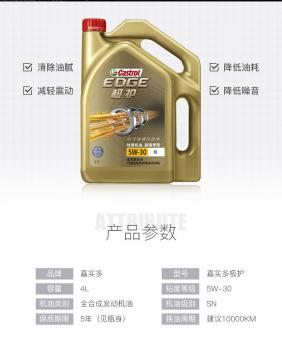 清除油腻
降低油耗
减轻震动
降低噪音
Castrol
EDGE
极护
5W-30
ATTRIBUTE
产品参数
品牌 嘉实多 型号 嘉实多极护
容量 4L 粘度等级 5W-30
机油类别 全合成发动机油 机油级别 SN
保质期限 5年（见瓶身） 换油周期 建议10000KM